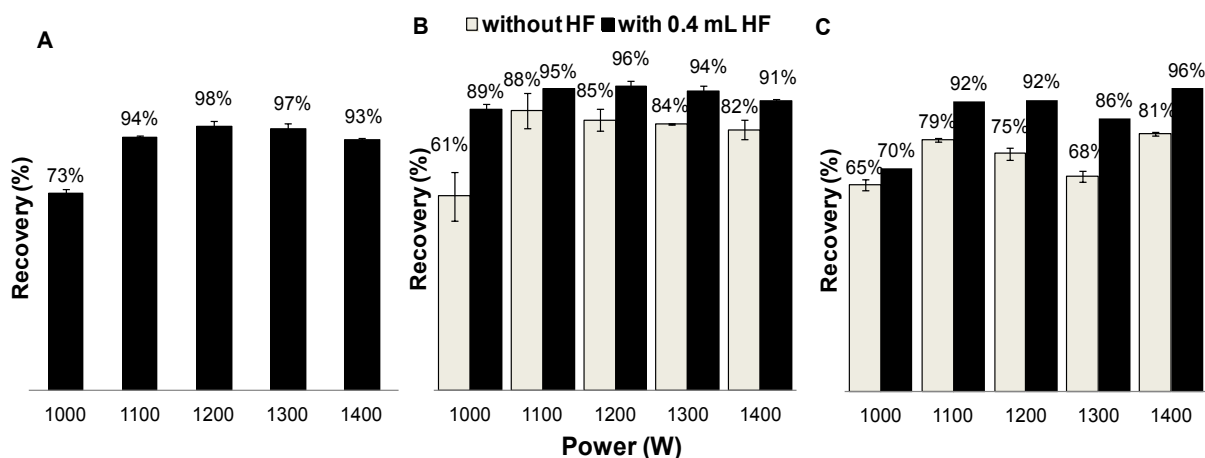 A
Recovery (%)
98%
97%
94%
93%
73%
1000 1100 1200 1300 1400
B
without HF with 0.4 mL HF
Recovery (%)
96%
95%
94%
91%
89%
88%
85%
84%
82%
61%
1000 1100 1200 1300 1400
Power (W)
C
Recovery (%)
96%
92% 92%
86%
81%
79%
75%
70%
68%
65%
1000 1100 1200 1300 1400